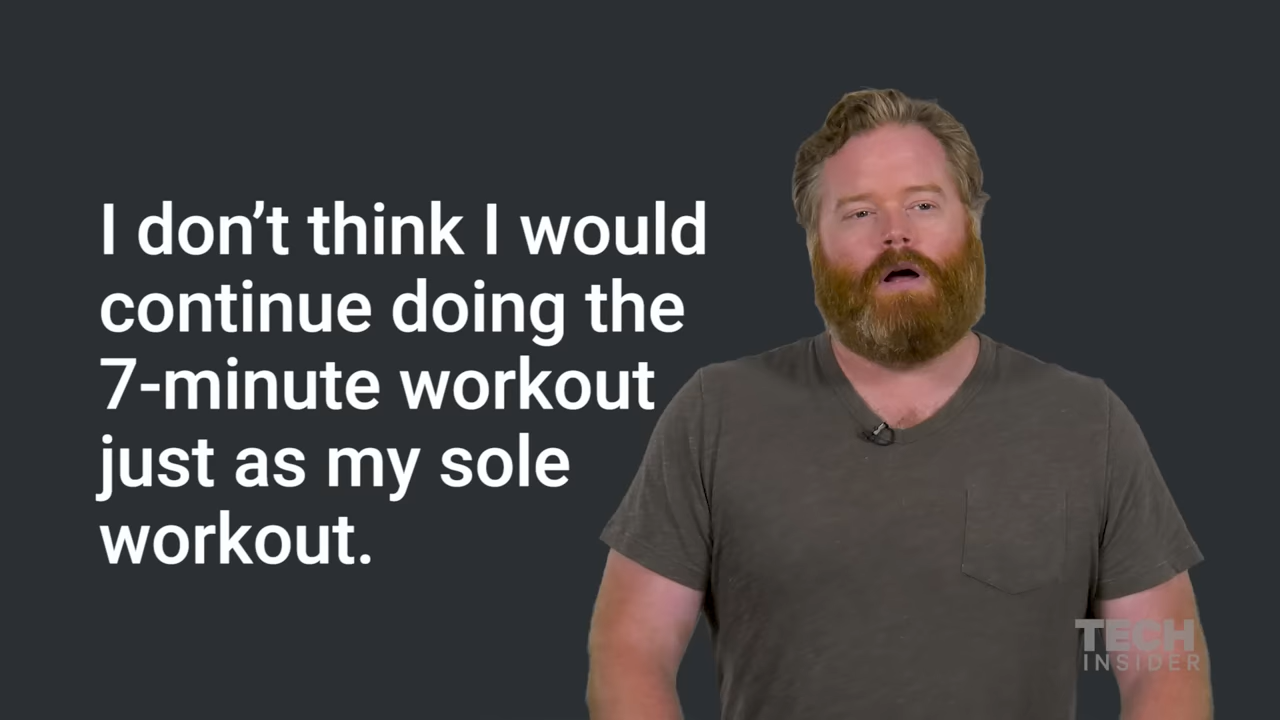 I don’t think I would
continue doing the
7-minute workout
just as my sole
workout.
TECH
INSIDER